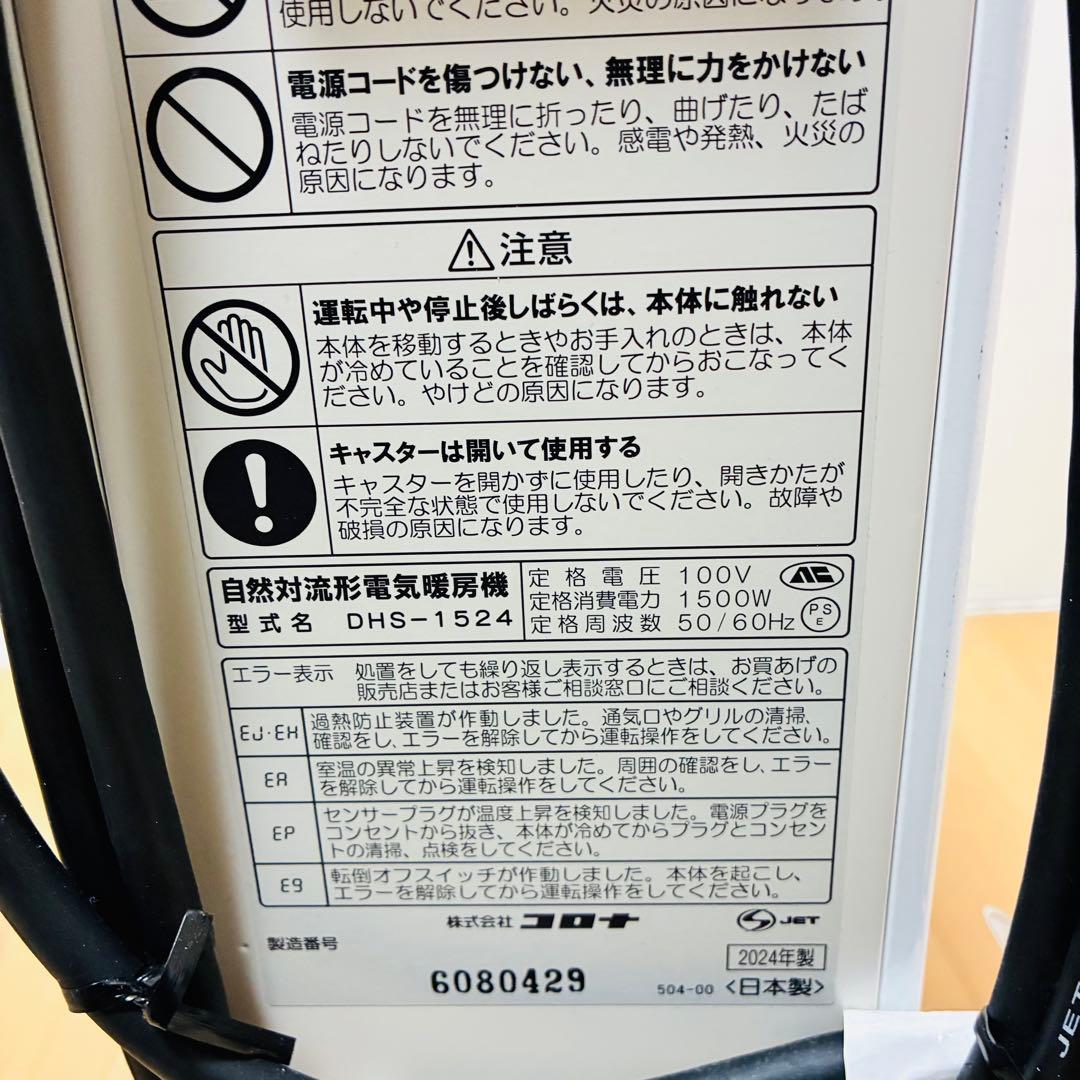 使用しないでください。火災の原因になります。
電源コードを傷つけない、無理に力をかけない
電源コードを無理に折ったり、曲げたり、たば
ねたりしないでください。感電や発熱、火災の
原因になります。
注意
運転中や停止後しばらくは、本体に触れない
本体を移動するときやお手入れのときは、本体
が冷めていることを確認してからおこなってく
ださい。やけどの原因になります。
キャスターは開いて使用する
キャスターを開かずに使用したり、開きかたが
不完全な状態で使用しないでください。故障や
破損の原因になります。
自然対流形電気暖房機
型式名 DHS-1524
定格電圧 100V
定格消費電力 1500W
定格周波数 50/60Hz
PS
E
エラー表示 処置をしても繰り返し表示するときは、お買あげの
販売店またはお客様ご相談窓口にご相談ください。
EJ・EH 過熱防止装置が作動しました。通気口やグリルの清掃、
確認をし、エラーを解除してから運転操作をしてください。
EA 室温の異常上昇を検知しました。周囲の確認をし、エラー
を解除してから運転操作をしてください。
EP センサープラグが温度上昇を検知しました。電源プラグを
コンセントから抜き、本体が冷めてからプラグとコンセン
トの清掃、点検をしてください。
E9 転倒オフスイッチが作動しました。本体を起こし、
エラーを解除してから運転操作をしてください。
株式会社 コロナ
JET
製造番号
2024年製
6080429
504-00 <日本製>
JET